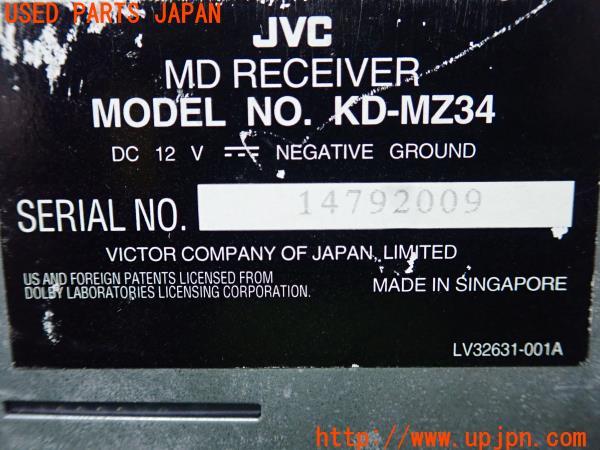 USED PARTS JAPAN
JVC
MD RECEIVER
MODEL NO. KD-MZ34
DC 12 V ⎓ NEGATIVE GROUND
SERIAL NO. 14792009
VICTOR COMPANY OF JAPAN, LIMITED
US AND FOREIGN PATENTS LICENSED FROM
DOLBY LABORATORIES LICENSING CORPORATION.
MADE IN SINGAPORE
LV32631-001A
UPJ
http://www.upjpn.com